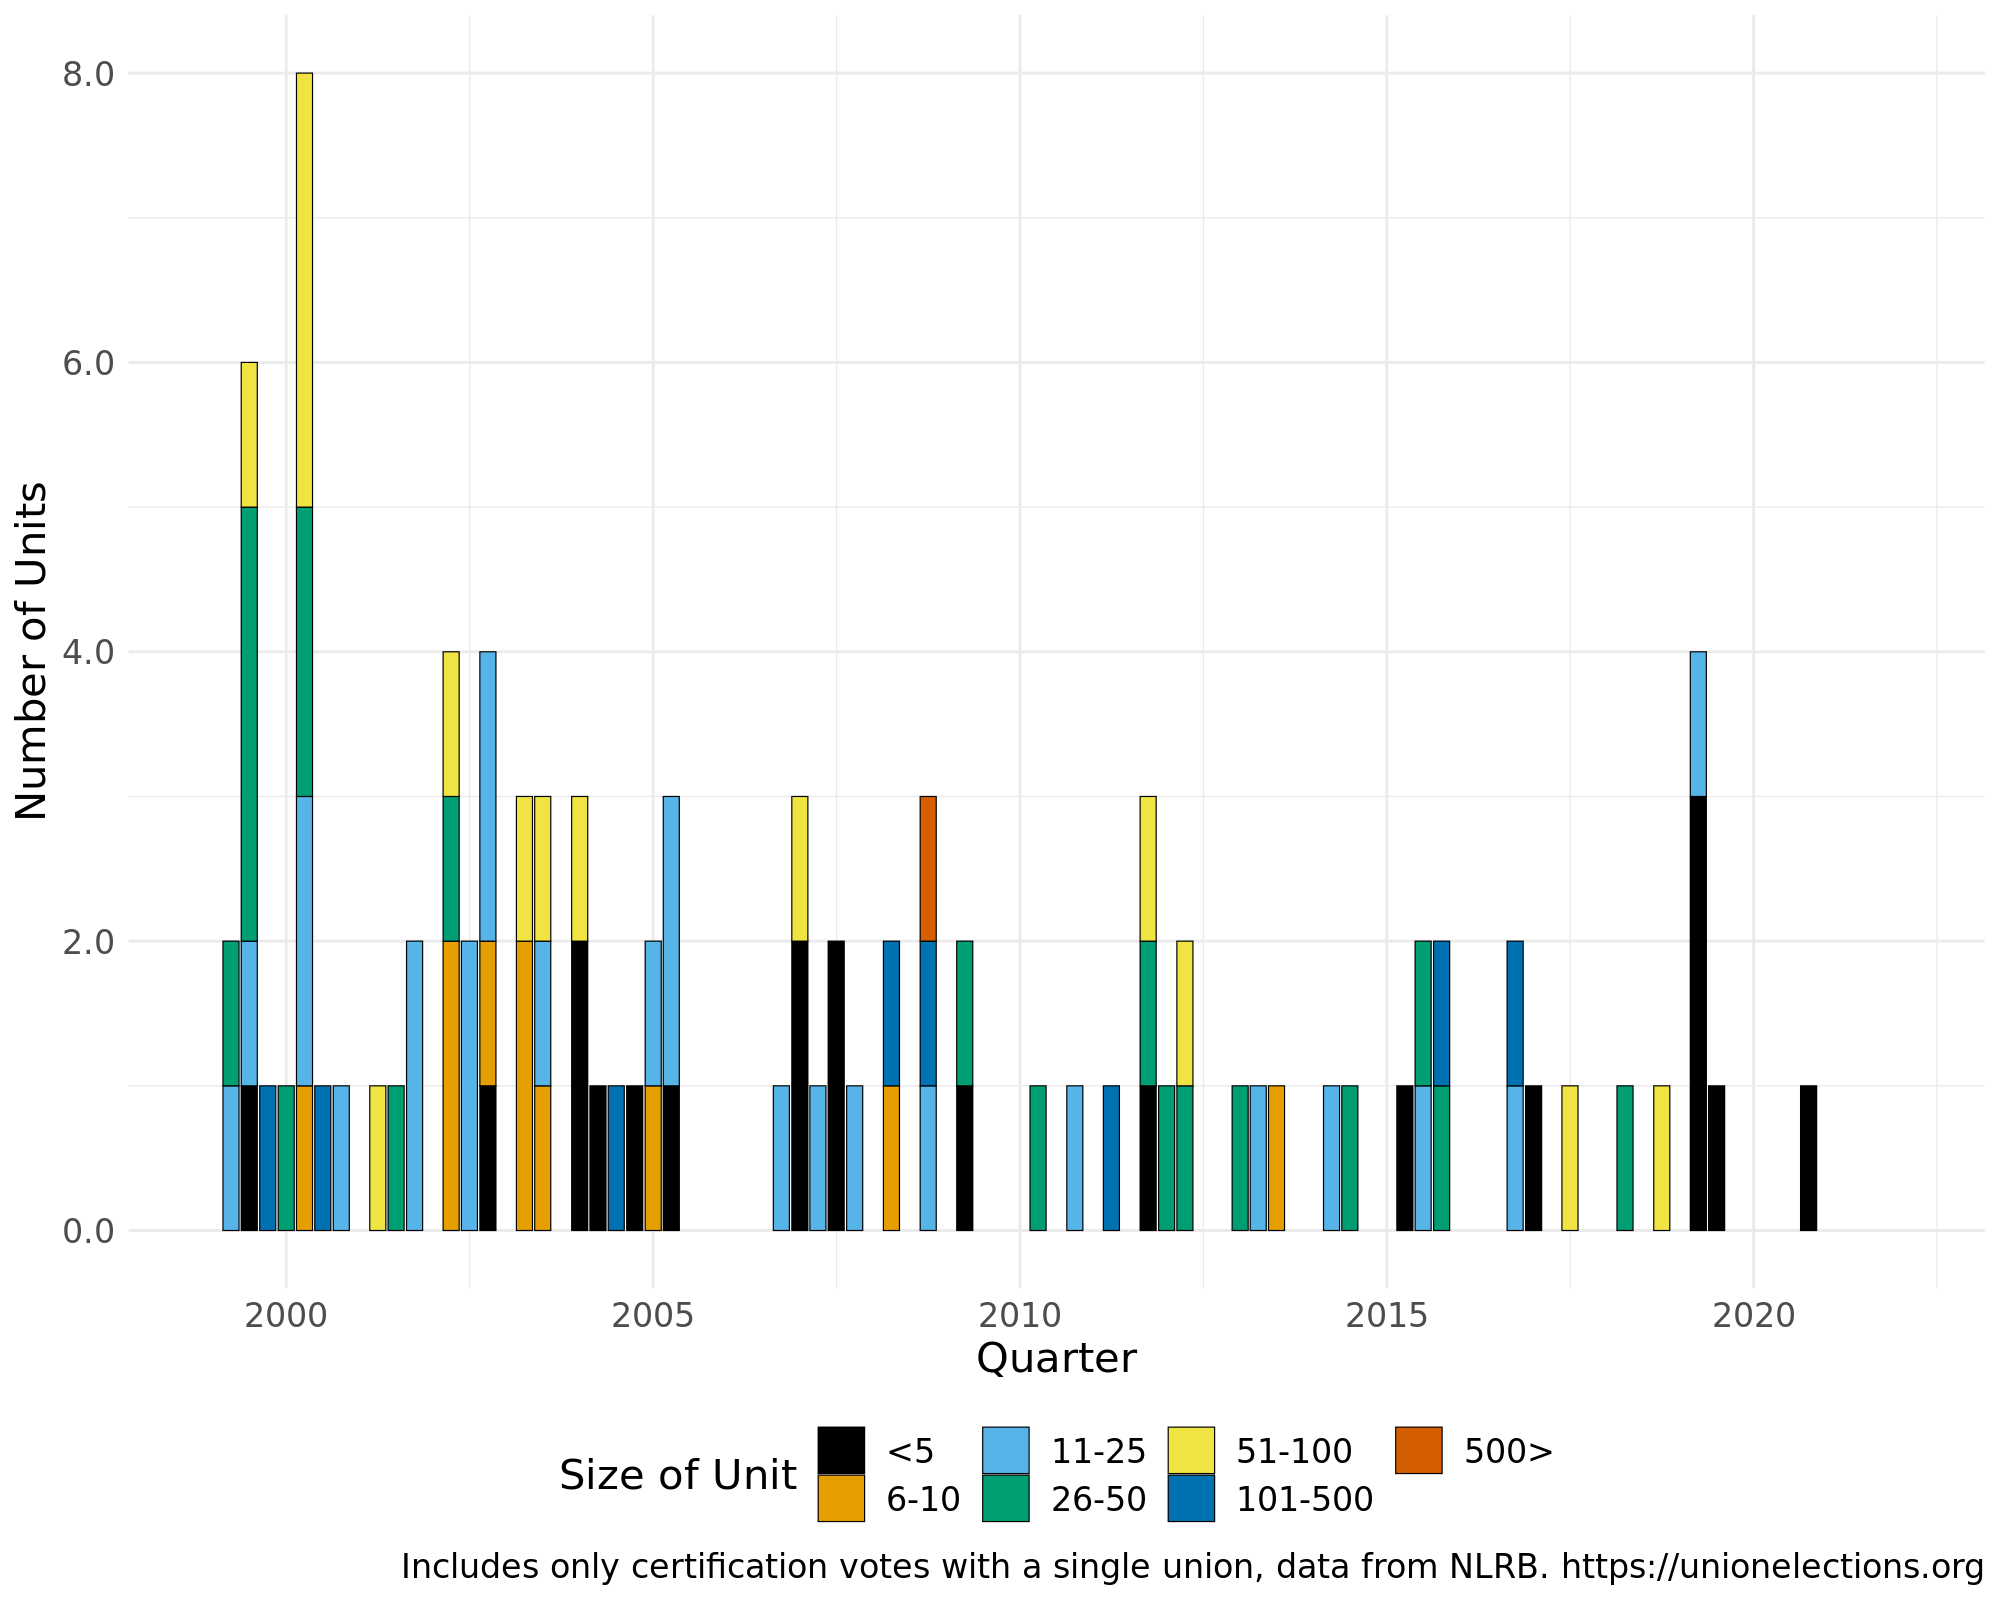 8.0
6.0
4.0
2.0
0.0
Number of Units
2000 2005 2010 2015 2020
Quarter
Size of Unit
<5 11-25 51-100 500>
6-10 26-50 101-500
Includes only certification votes with a single union, data from NLRB. https://unionelections.org